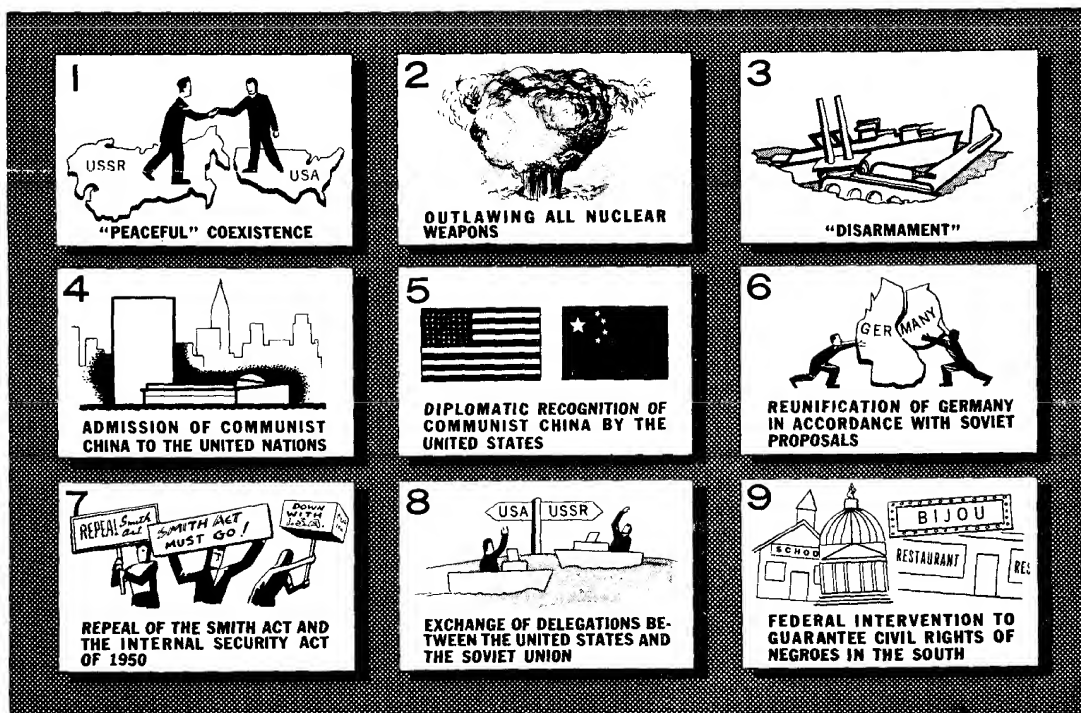 1
USSR
USA
"PEACEFUL" COEXISTENCE
2
OUTLAWING ALL NUCLEAR
WEAPONS
3
"DISARMAMENT"
4
ADMISSION OF COMMUNIST
CHINA TO THE UNITED NATIONS
5
DIPLOMATIC RECOGNITION OF
COMMUNIST CHINA BY THE
UNITED STATES
6
GER MANY
REUNIFICATION OF GERMANY
IN ACCORDANCE WITH SOVIET
PROPOSALS
7
REPEAL Smith
Act
SMITH ACT
MUST GO!
DOWN
WITH
REPEAL OF THE SMITH ACT AND
THE INTERNAL SECURITY ACT
OF 1950
8
USA USSR
EXCHANGE OF DELEGATIONS BE-
TWEEN THE UNITED STATES AND
THE SOVIET UNION
9
SCHOO
BIJOU
RESTAURANT
RES
FEDERAL INTERVENTION TO
GUARANTEE CIVIL RIGHTS OF
NEGROES IN THE SOUTH